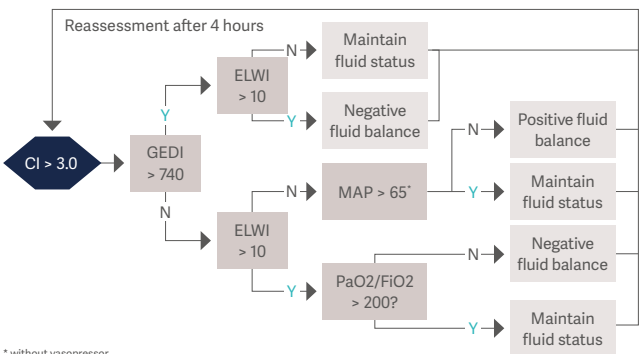 Reassessment after 4 hours
CI > 3.0
GEDI
> 740
Y
N
ELWI
> 10
N
Y
Maintain
fluid status
Negative
fluid balance
ELWI
> 10
N
Y
MAP > 65*
N
Y
Positive fluid
balance
Maintain
fluid status
PaO2/FiO2
> 200?
N
Y
Negative
fluid balance
Maintain
fluid status
* without vasopressor